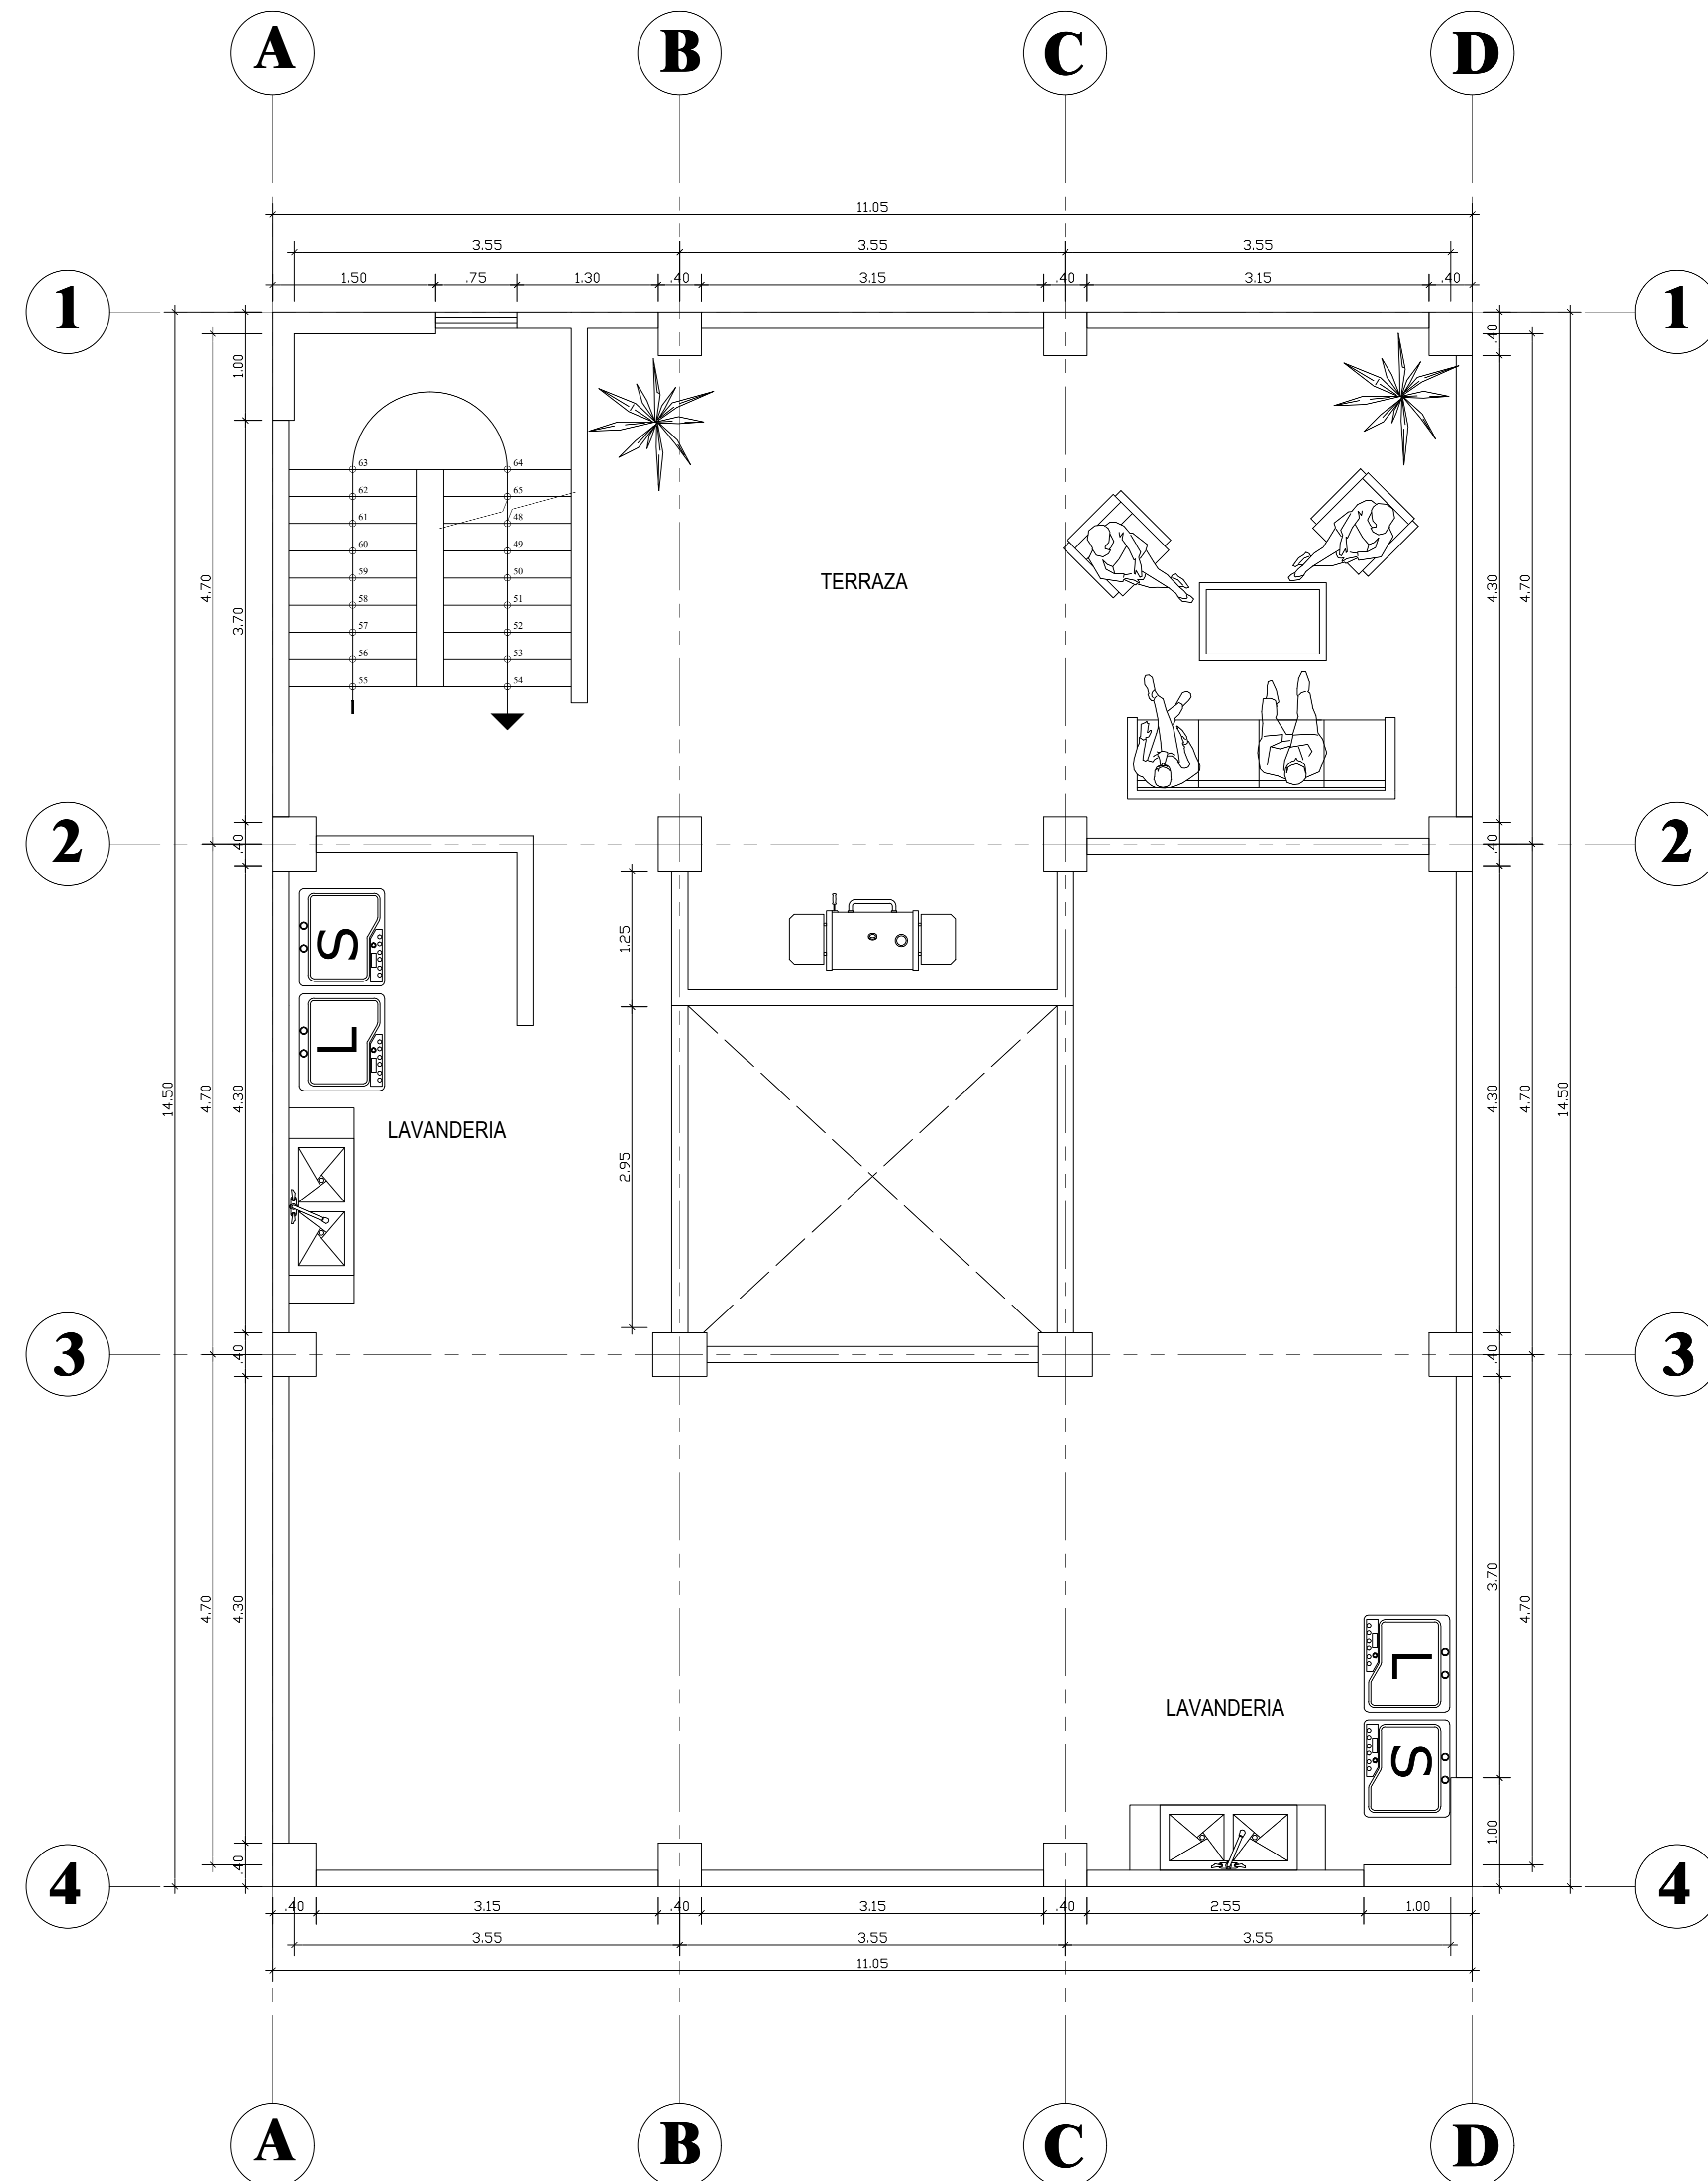 A B C D
11.05
3.55 3.55 3.55
1.50 .75 1.30 .40 3.15 .40 3.15 .40
1 1
1.00 .40
63 64
62 65
61 48
60 49
59 50
58 51
57 52
56 53
55 54
4.70 3.70 TERRAZA 4.30 4.70
2 .40 .40 2
S
1.25
L
14.50 4.70 4.30 LAVANDERIA 2.95 4.30 4.70 14.50
3 .40 .40 3
4.70 4.30 3.70 4.70
L
LAVANDERIA
S
1.00
4 .40 4
.40 3.15 .40 3.15 .40 2.55 1.00
3.55 3.55 3.55
11.05
A B C D